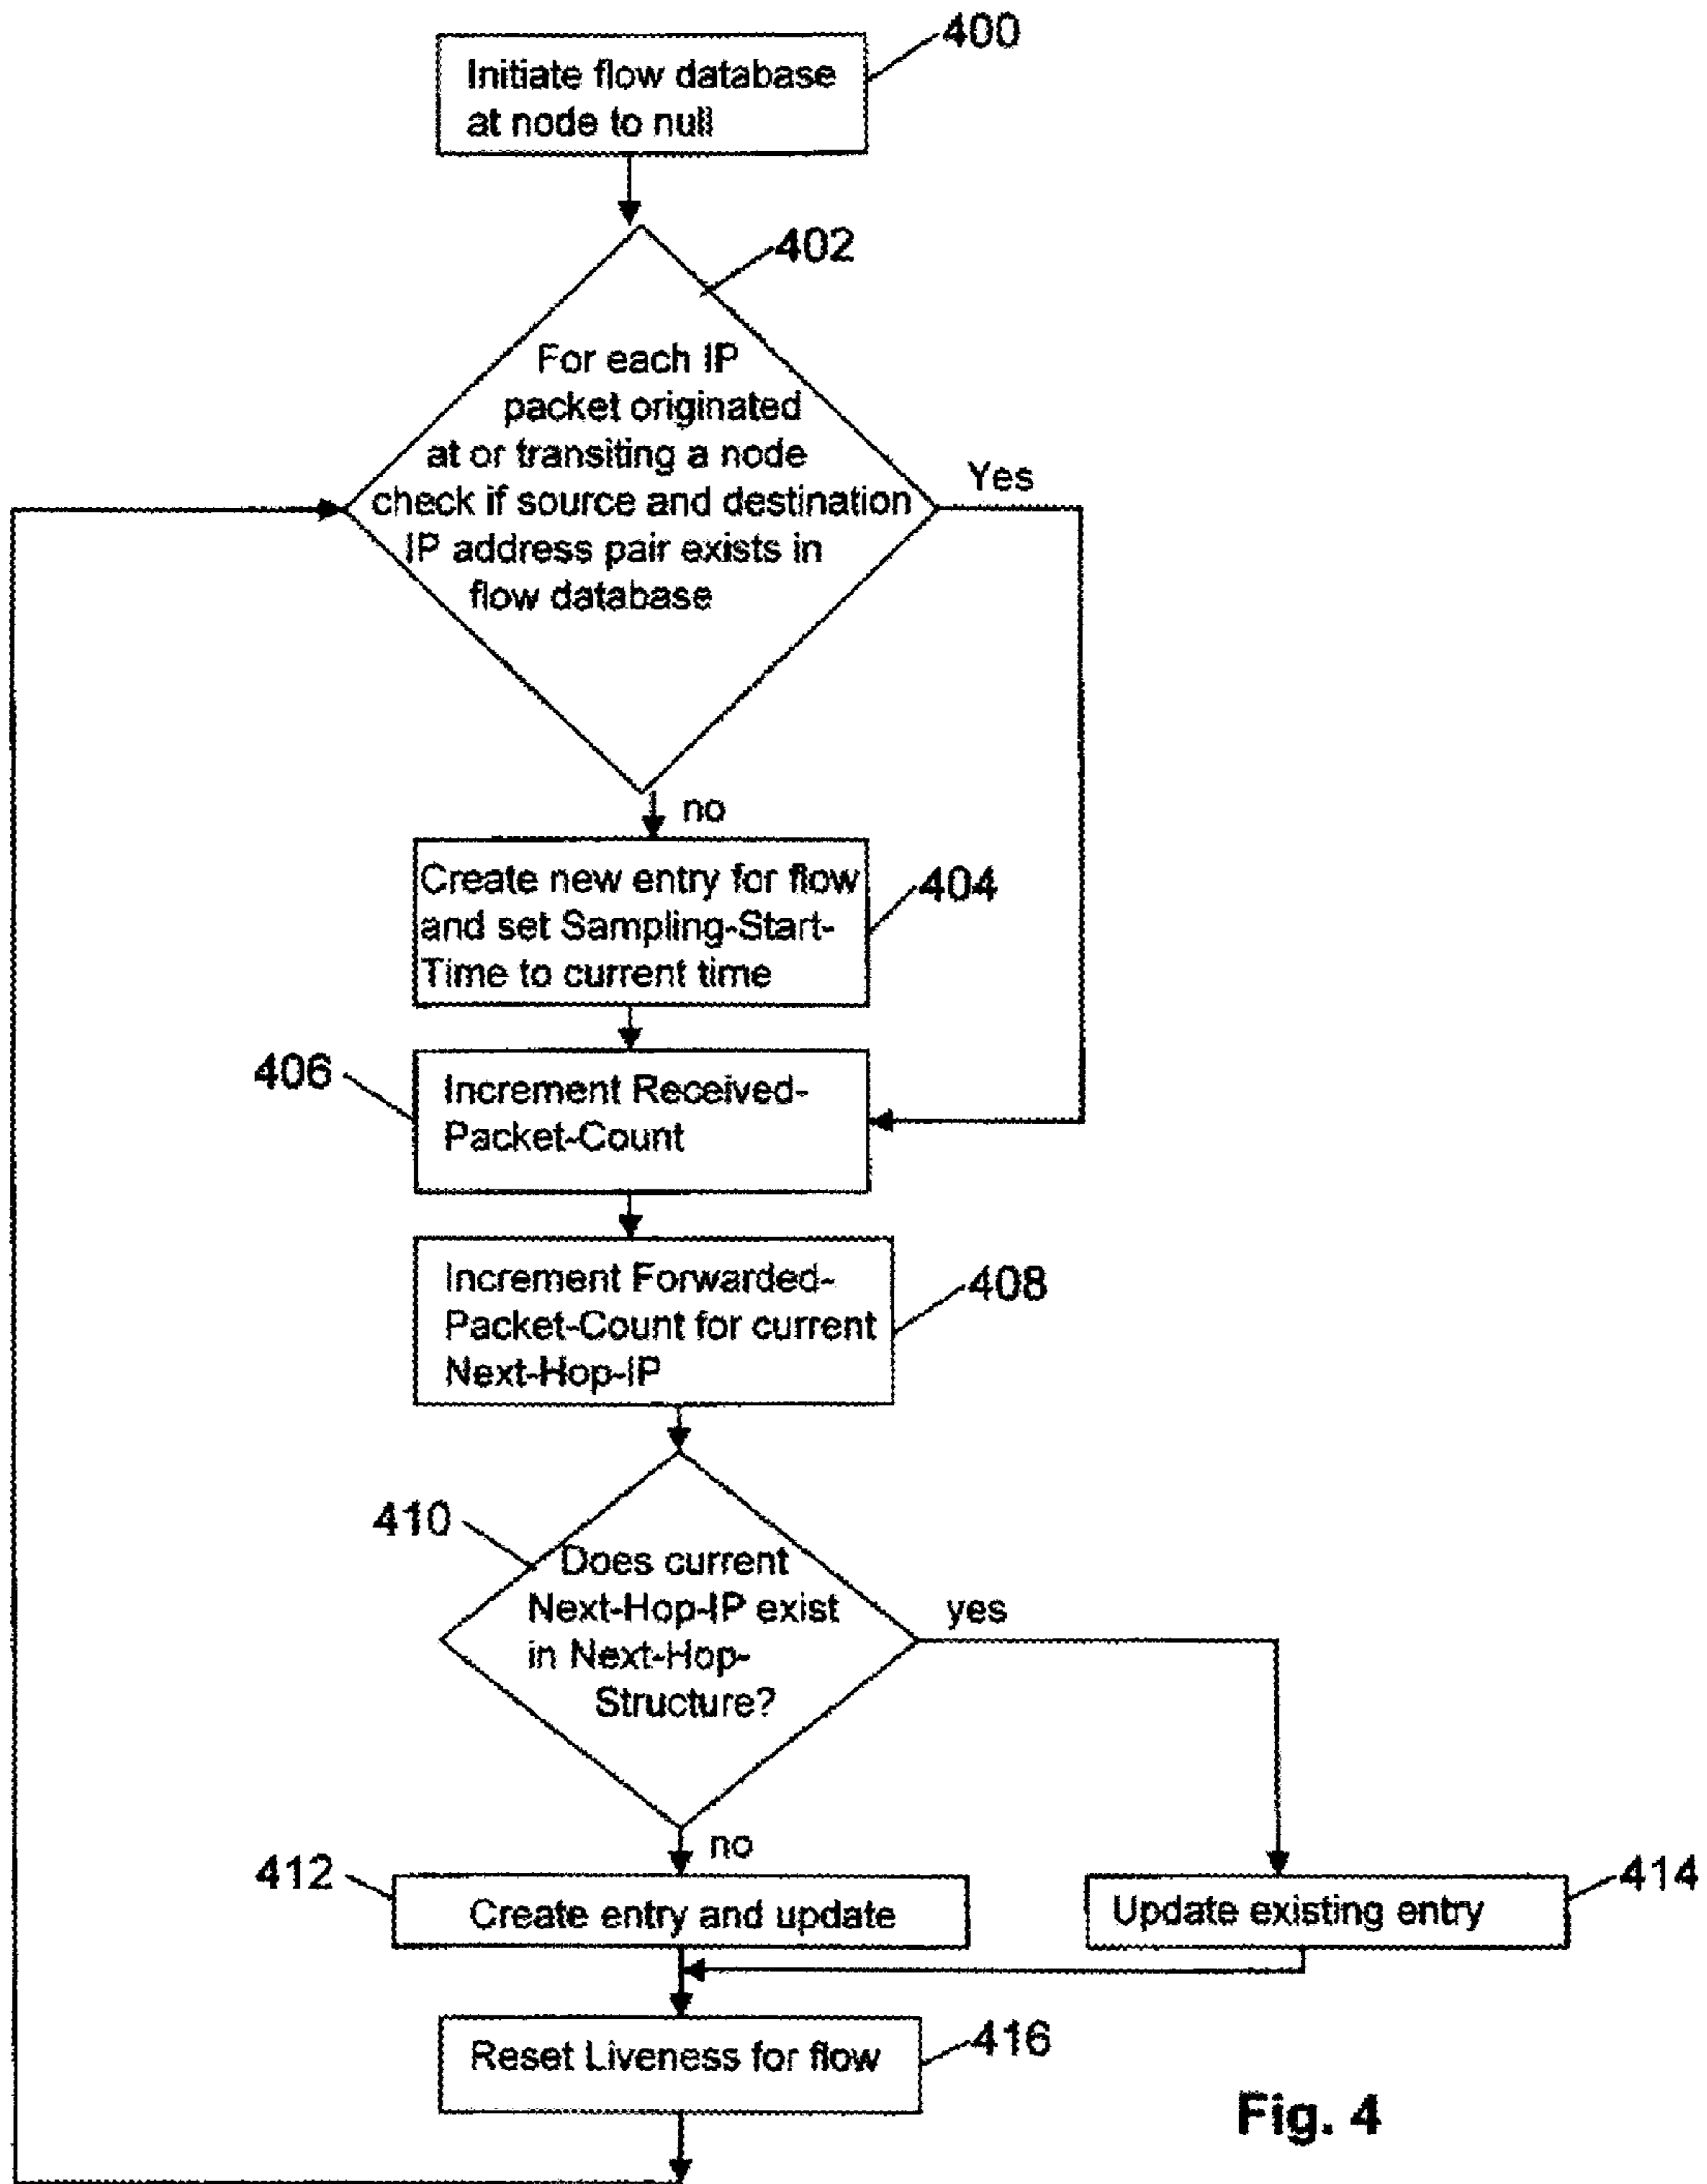 400
Initiate flow database
at node to null
402
For each IP
packet originated
at or transiting a node
check if source and destination
IP address pair exists in
flow database
Yes
no
Create new entry for flow
and set Sampling-Start-
Time to current time
404
406
Increment Received-
Packet-Count
Increment Forwarded-
Packet-Count for current
Next-Hop-IP
408
410
Does current
Next-Hop-IP exist
in Next-Hop-
Structure?
yes
no
412
Create entry and update
Update existing entry
414
Reset Liveness for flow
416
Fig. 4